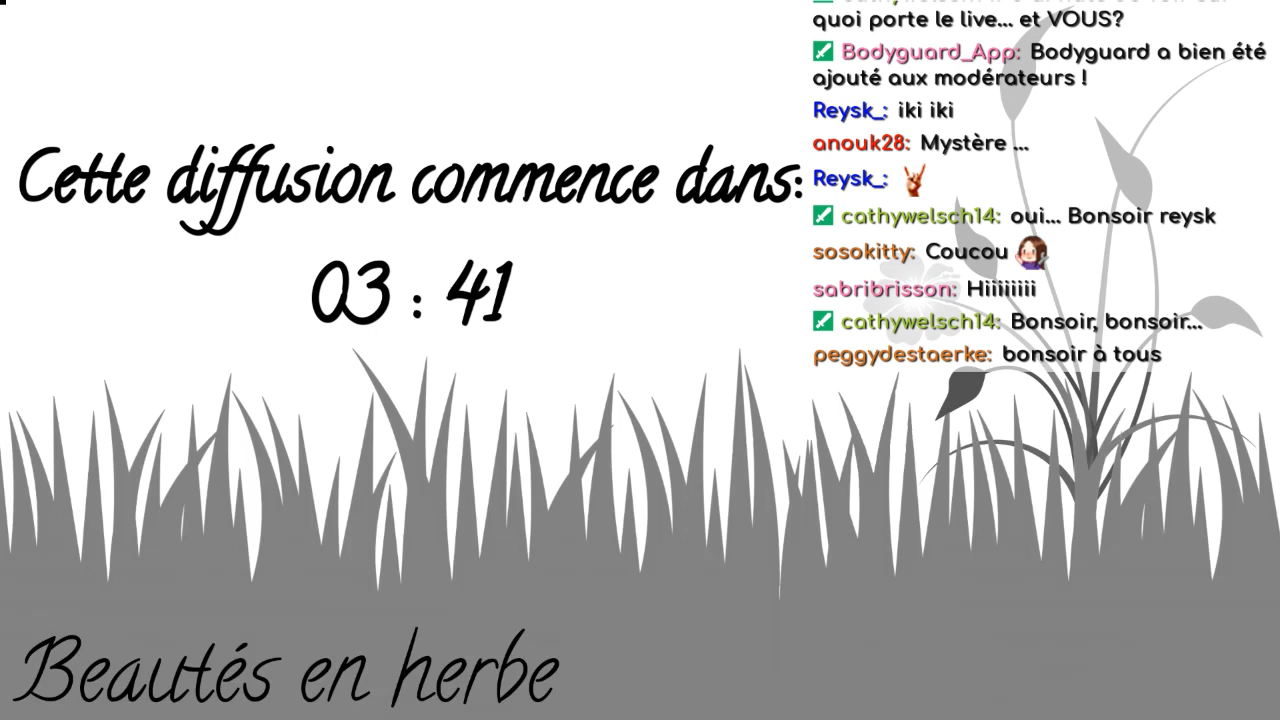 quoi porte le live... et VOUS?
Bodyguard_App: Bodyguard a bien été
ajouté aux modérateurs !
Reysk_: iki iki
anouk28: Mystère ...
Reysk_:
cathywelsch14: oui... Bonsoir reysk
sosokitty: Coucou
sabribrisson: Hiiiiiiii
cathywelsch14: Bonsoir, bonsoir...
peggydestaerke: bonsoir à tous
Cette diffusion commence dans:
03 : 41
Beautés en herbe